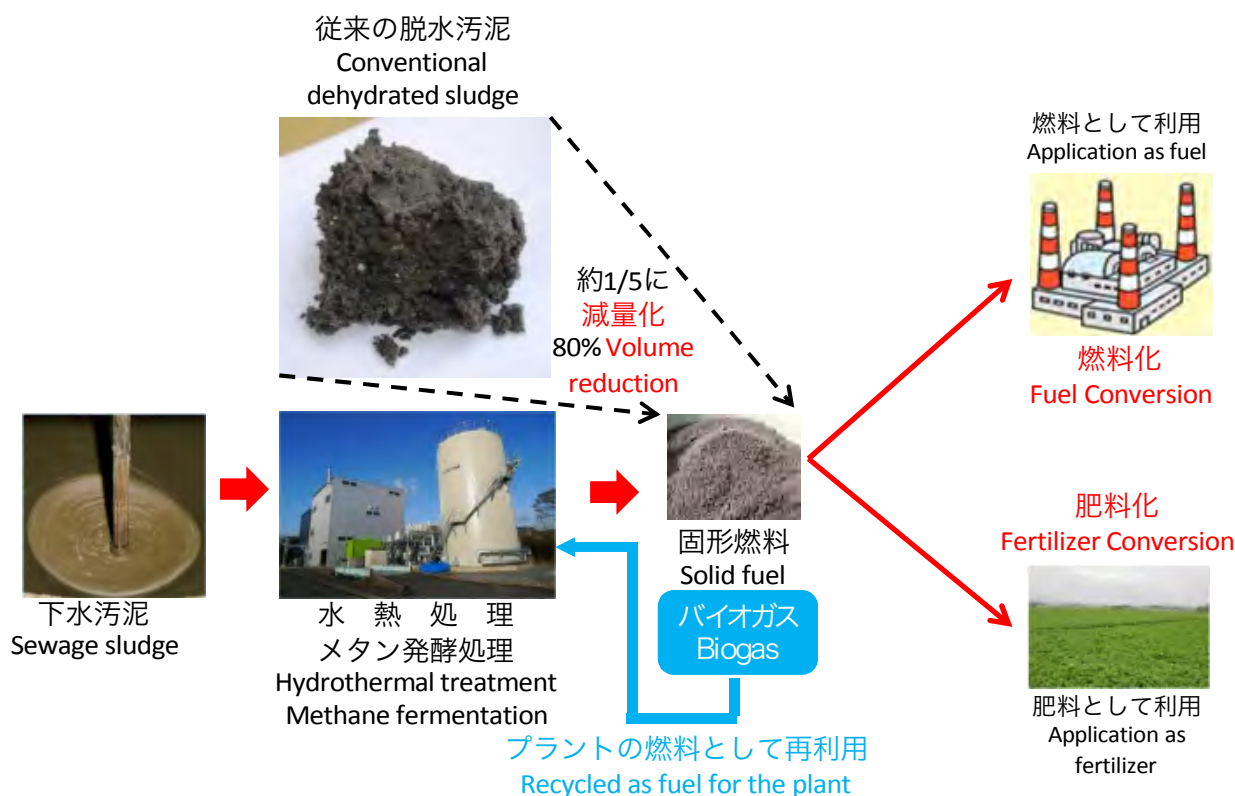 従来の脱水汚泥
Conventional
dehydrated sludge
約1/5に
減量化
80% Volume
reduction
下水汚泥
Sewage sludge
水 熱 処 理
メタン発酵処理
Hydrothermal treatment
Methane fermentation
固形燃料
Solid fuel
バイオガス
Biogas
プラントの燃料として再利用
Recycled as fuel for the plant
燃料として利用
Application as fuel
燃料化
Fuel Conversion
肥料化
Fertilizer Conversion
肥料として利用
Application as
fertilizer